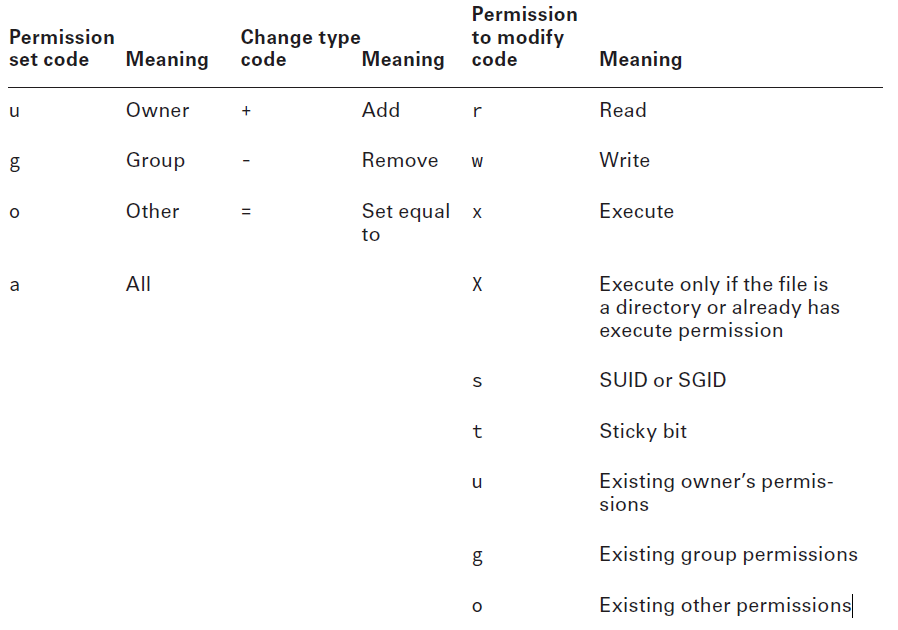 Permission set code Meaning Change type code Meaning Permission to modify code Meaning
u Owner + Add r Read
g Group - Remove w Write
o Other = Set equal to x Execute
a All X Execute only if the file is
a directory or already has
execute permission
s SUID or SGID
t Sticky bit
u Existing owner’s permis-
sions
g Existing group permissions
o Existing other permissions